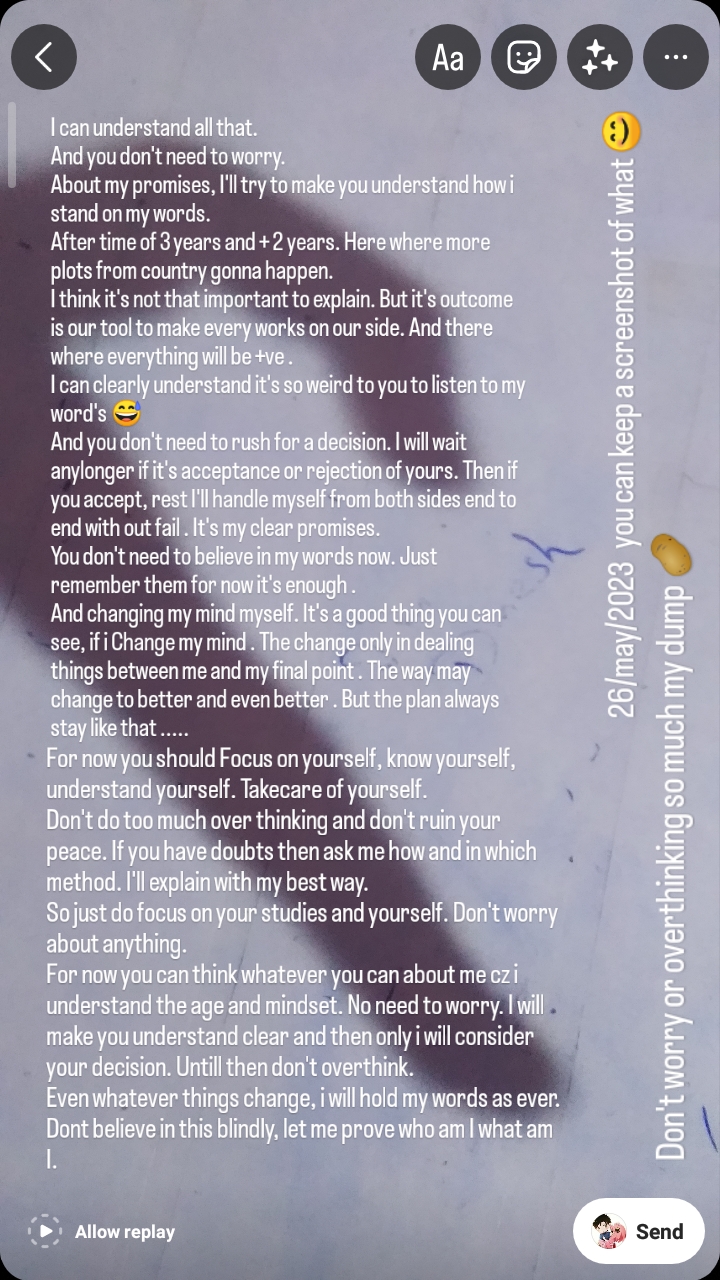 Aa
I can understand all that.
And you don't need to worry.
About my promises, I'll try to make you understand how i
stand on my words.
After time of 3 years and + 2 years. Here where more
plots from country gonna happen.
I think it's not that important to explain. But it's outcome
is our tool to make every works on our side. And there
where everything will be +ve .
I can clearly understand it's so weird to you to listen to my
word's 😅
And you don't need to rush for a decision. I will wait
anylonger if it's acceptance or rejection of yours. Then if
you accept, rest I'll handle myself from both sides end to
end with out fail . It's my clear promises.
You don't need to believe in my words now. Just
remember them for now it's enough .
And changing my mind myself. It's a good thing you can
see, if i Change my mind . The change only in dealing
things between me and my final point . The way may
change to better and even better . But the plan always
stay like that .....
For now you should Focus on yourself, know yourself,
understand yourself. Takecare of yourself.
Don't do too much over thinking and don't ruin your
peace. If you have doubts then ask me how and in which
method. I'll explain with my best way.
So just do focus on your studies and yourself. Don't worry
about anything.
For now you can think whatever you can about me cz i
understand the age and mindset. No need to worry. I will
make you understand clear and then only i will consider
your decision. Untill then don't overthink.
Even whatever things change, i will hold my words as ever.
Dont believe in this blindly, let me prove who am I what am
I.
26/may/2023 you can keep a screenshot of what 🙂
Don't worry or overthinking so much my dump 🥔
Allow replay
Send